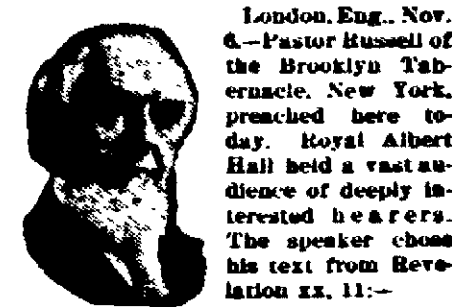 London, Eng., Nov.
6.—Pastor Russell of
the Brooklyn Tab-
ernacle, New York,
preached here to-
day. Royal Albert
Hall held a vast au-
dience of deeply in-
terested hearers.
The speaker chose
his text from Reve-
lation xx, 11:—